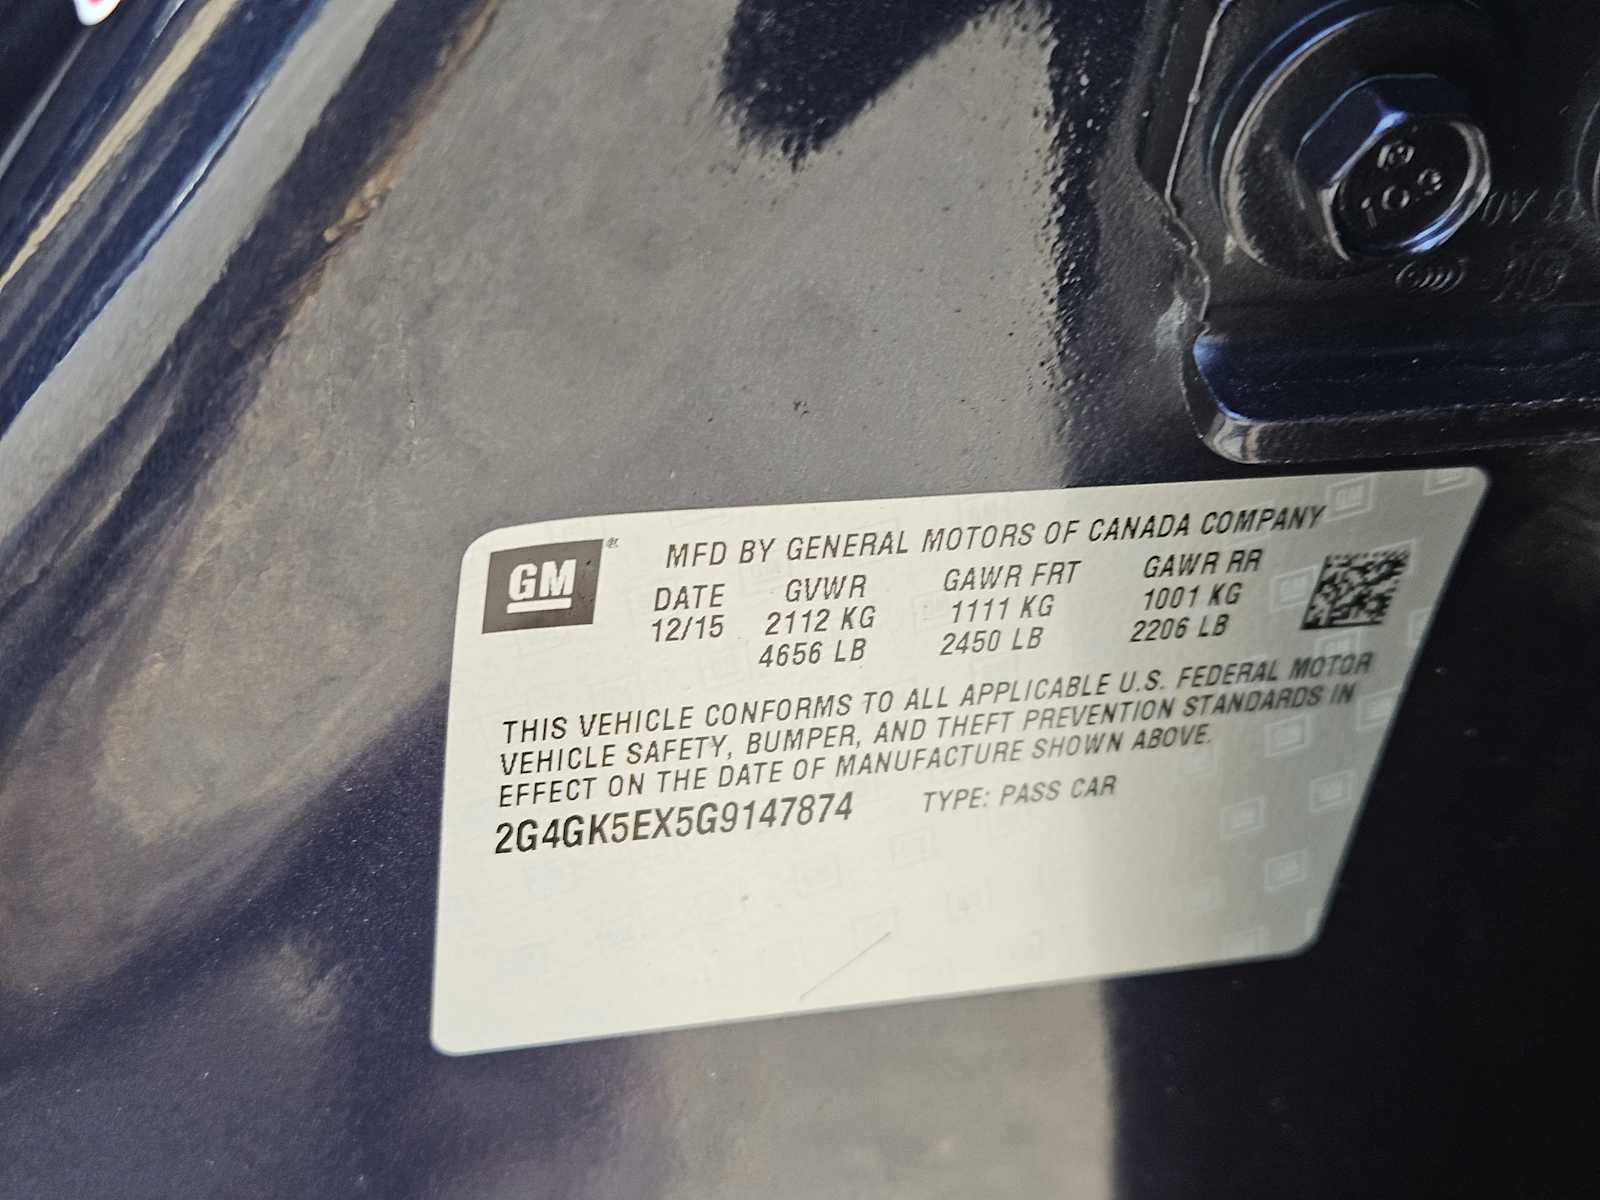 10.9
GM
MFD BY GENERAL MOTORS OF CANADA COMPANY
DATE GVWR GAWR FRT GAWR RR
12/15 2112 KG 1111 KG 1001 KG
4656 LB 2450 LB 2206 LB
THIS VEHICLE CONFORMS TO ALL APPLICABLE U.S. FEDERAL MOTOR
VEHICLE SAFETY, BUMPER, AND THEFT PREVENTION STANDARDS IN
EFFECT ON THE DATE OF MANUFACTURE SHOWN ABOVE.
2G4GK5EX5G9147874 TYPE: PASS CAR